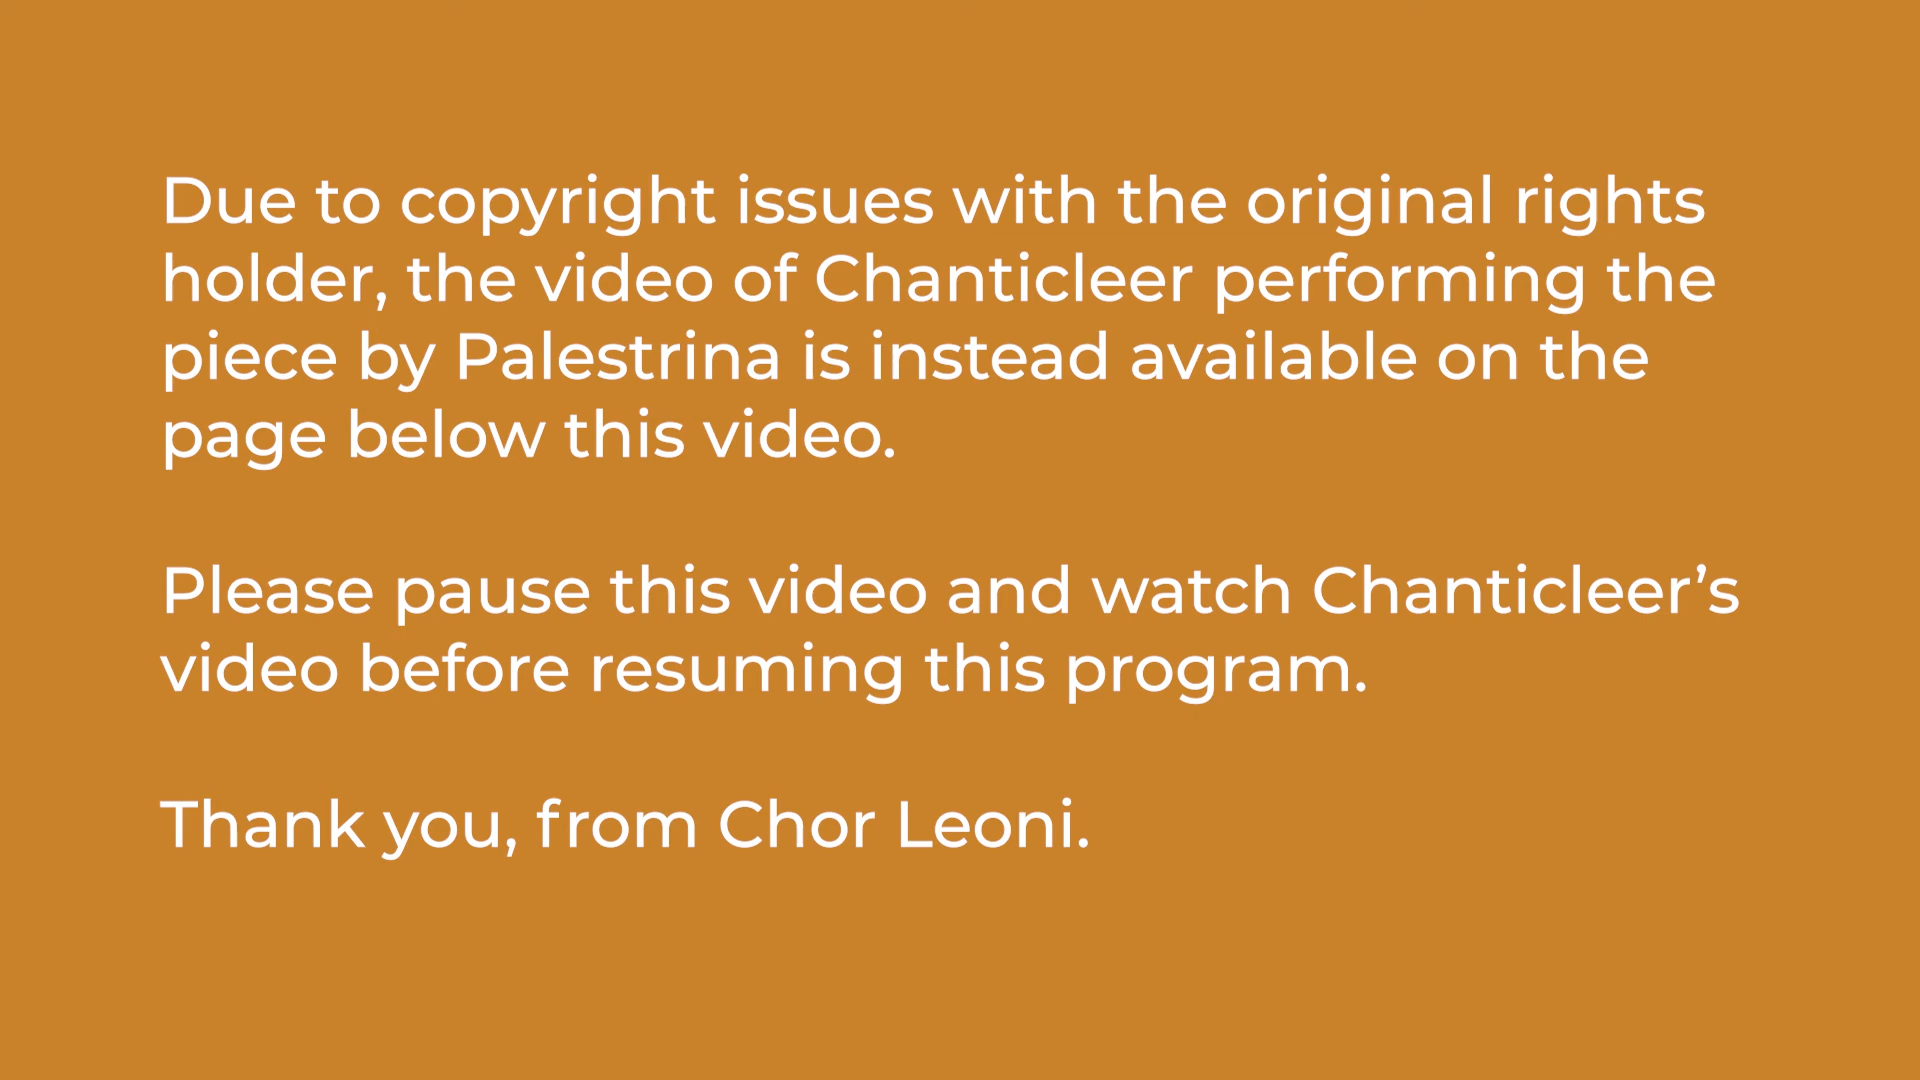 Due to copyright issues with the original rights
holder, the video of Chanticleer performing the
piece by Palestrina is instead available on the
page below this video.
Please pause this video and watch Chanticleer’s
video before resuming this program.
Thank you, from Chor Leoni.